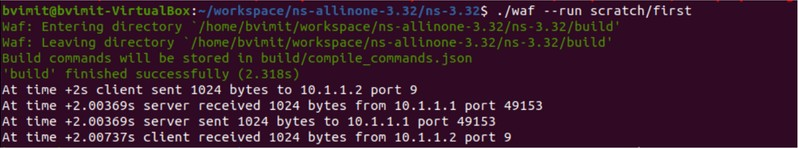 bvimit@bvimit-VirtualBox:~/workspace/ns-allinone-3.32/ns-3.32$ ./waf --run scratch/first
Waf: Entering directory `/home/bvimit/workspace/ns-allinone-3.32/ns-3.32/build'
Waf: Leaving directory `/home/bvimit/workspace/ns-allinone-3.32/ns-3.32/build'
Build commands will be stored in build/compile_commands.json
'build' finished successfully (2.318s)
At time +2s client sent 1024 bytes to 10.1.1.2 port 9
At time +2.00369s server received 1024 bytes from 10.1.1.1 port 49153
At time +2.00369s server sent 1024 bytes to 10.1.1.1 port 49153
At time +2.00737s client received 1024 bytes from 10.1.1.2 port 9